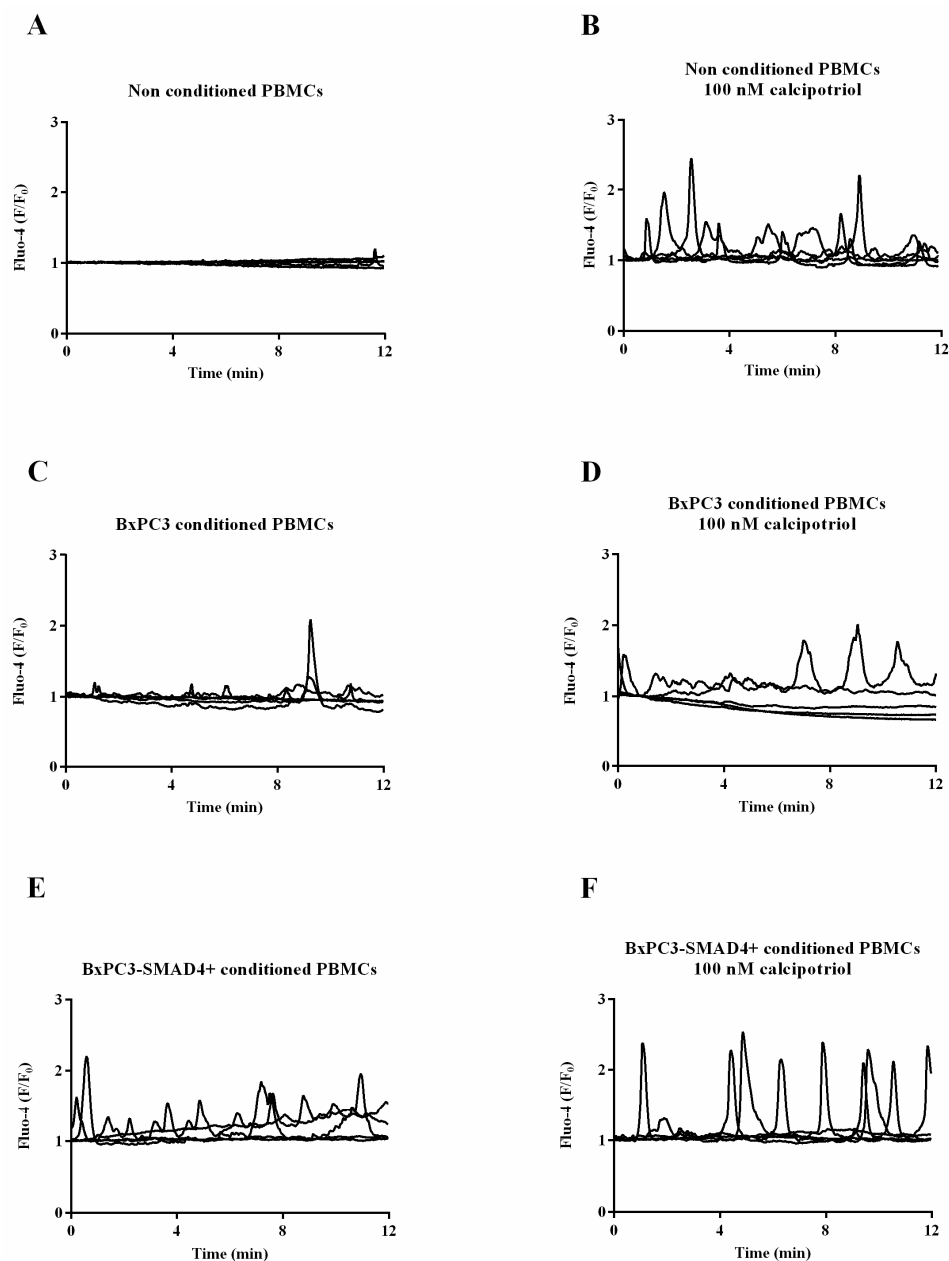 A
Non conditioned PBMCs
3
2
1
0
Fluo-4 (F/F0)
0 4 8 12
Time (min)
B
Non conditioned PBMCs
100 nM calcipotriol
3
2
1
0
Fluo-4 (F/F0)
0 4 8 12
Time (min)
C
BxPC3 conditioned PBMCs
3
2
1
0
Fluo-4 (F/F0)
0 4 8 12
Time (min)
D
BxPC3 conditioned PBMCs
100 nM calcipotriol
3
2
1
0
Fluo-4 (F/F0)
0 4 8 12
Time (min)
E
BxPC3-SMAD4+ conditioned PBMCs
3
2
1
0
Fluo-4 (F/F0)
0 4 8 12
Time (min)
F
BxPC3-SMAD4+ conditioned PBMCs
100 nM calcipotriol
3
2
1
0
Fluo-4 (F/F0)
0 4 8 12
Time (min)